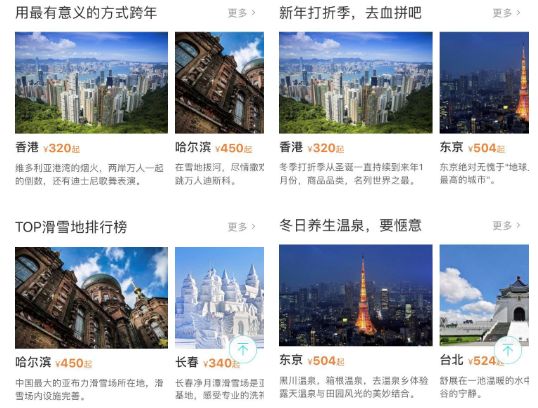 用最有意义的方式跨年
更多 >
香港 ¥320起
维多利亚港湾的烟火，两岸万人一起
的倒数，还有迪士尼歌舞表演。
哈尔滨 ¥450起
在雪地拔河，尽情撒欢
跳万人迪斯科。
新年打折季，去血拼吧
更多 >
香港 ¥320起
冬季打折季从圣诞一直持续到来年1
月份，商品品类，名列世界之最。
东京 ¥504起
东京绝对无愧于“地球上
最高的城市”。
TOP滑雪地排行榜
更多 >
哈尔滨 ¥450起
中国最大的亚布力滑雪场所在地，滑
雪场内设施完善。
长春 ¥340起
长春净月潭滑雪场是亚
基地，感受专业的洗
冬日养生温泉，要惬意
更多 >
东京 ¥504起
黑川温泉，箱根温泉，去温泉乡体验
露天温泉与田园风光的美妙结合。
台北 ¥524起
舒展在一池温暖的水中
谷的宁静。